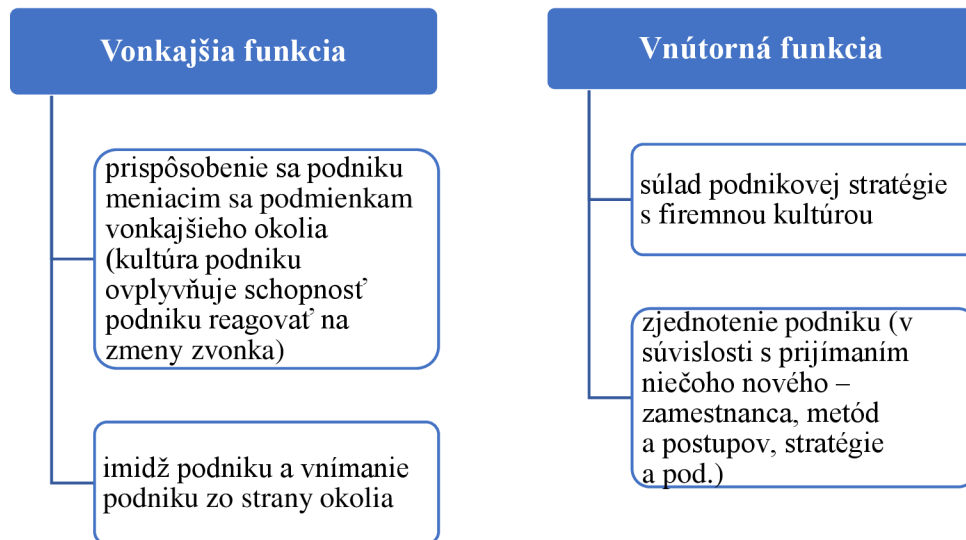 Vonkajšia funkcia
prispôsobenie sa podniku
meniacim sa podmienkam
vonkajšieho okolia
(kultúra podniku
ovplyvňuje schopnosť
podniku reagovať na
zmeny zvonka)
imidž podniku a vnímanie
podniku zo strany okolia
Vnútorná funkcia
súlad podnikovej stratégie
s firemnou kultúrou
zjednotenie podniku (v
súvislosti s prijímaním
niečoho nového –
zamestnanca, metód
a postupov, stratégie
a pod.)